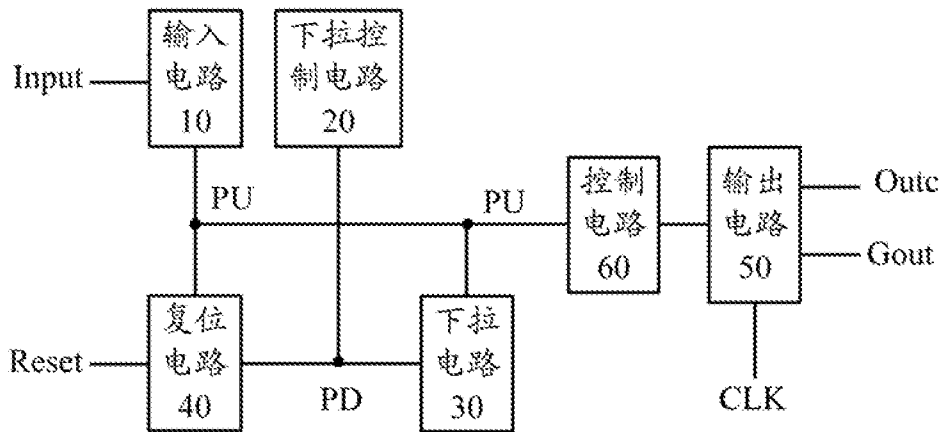 输入
电路
10
下拉控
制电路
20
Input
PU
PU
控制
电路
60
输出
电路
50
Outc
Gout
复位
电路
40
Reset
PD
下拉
电路
30
CLK